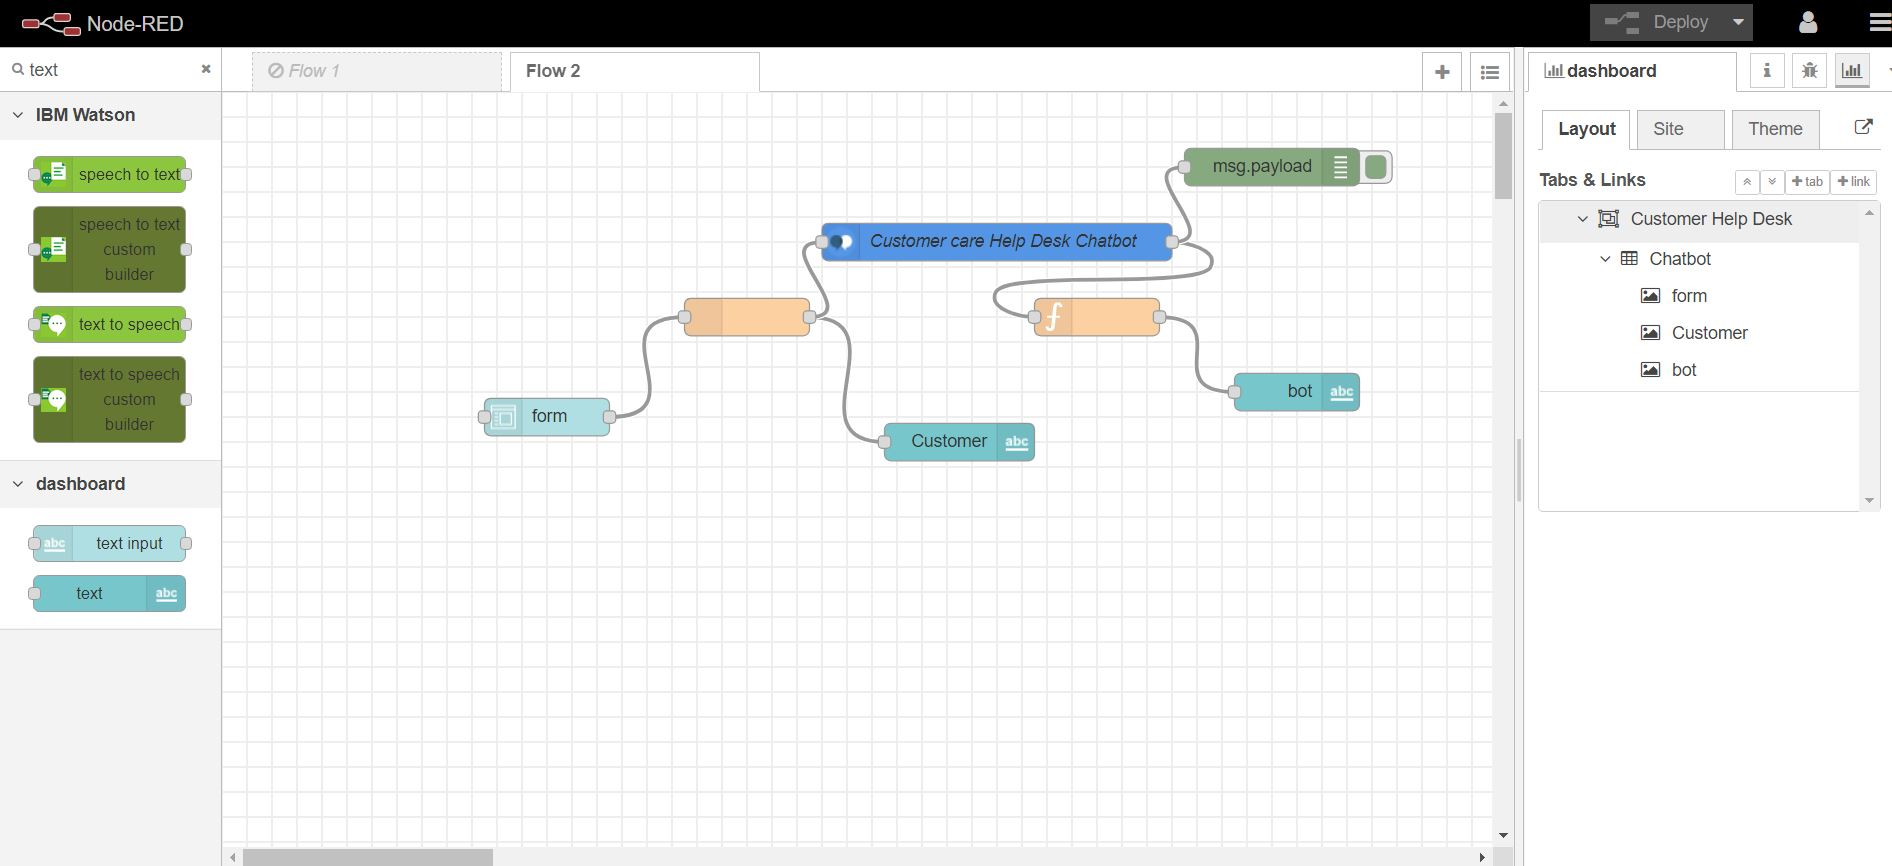 Node-RED
Deploy
text
Flow 1
Flow 2
dashboard
IBM Watson
speech to text
speech to text
custom
builder
text to speech
text to speech
custom
builder
dashboard
abc text input
text abc
msg.payload
Customer care Help Desk Chatbot
form
Customer abc
bot abc
Layout
Site
Theme
Tabs & Links
+tab
+link
Customer Help Desk
Chatbot
form
Customer
bot